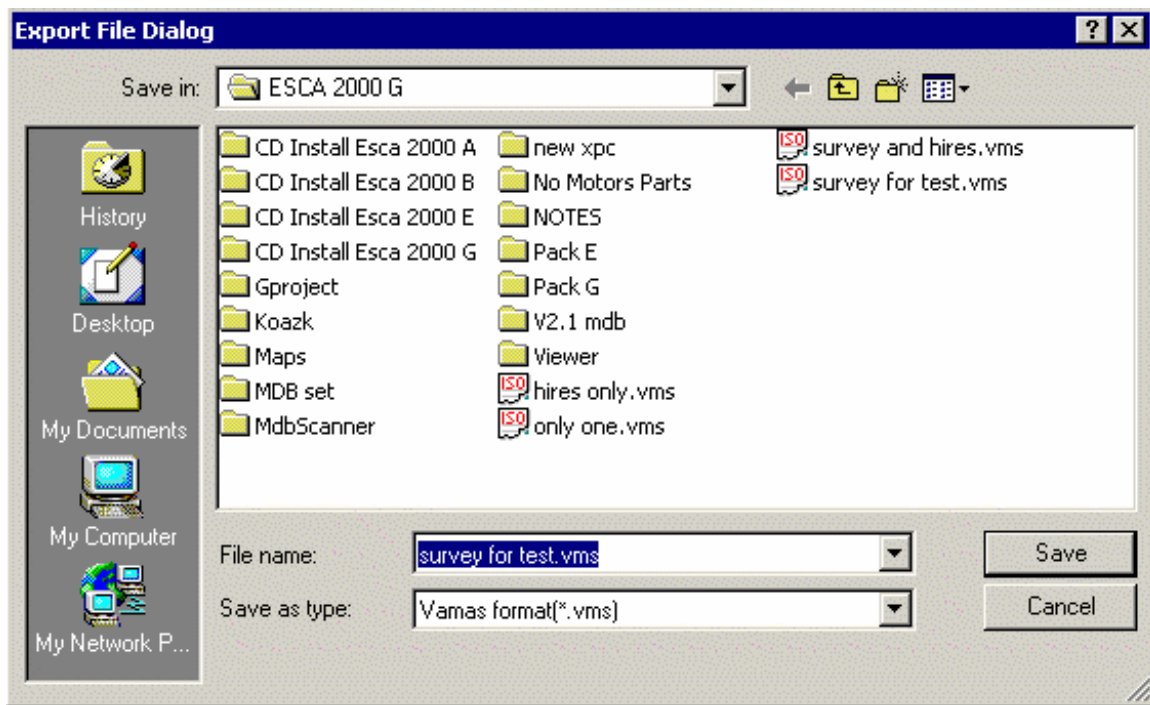 Export File Dialog
Save in: ESCA 2000 G
History
Desktop
My Documents
My Computer
My Network P...
CD Install Esca 2000 A
CD Install Esca 2000 B
CD Install Esca 2000 E
CD Install Esca 2000 G
Gproject
Koazk
Maps
MDB set
MdbScanner
new xpc
No Motors Parts
NOTES
Pack E
Pack G
V2.1 mdb
Viewer
ISO hires only.vms
ISO only one.vms
ISO survey and hires.vms
ISO survey for test.vms
File name: survey for test.vms
Save
Save as type: Vamas format(*.vms)
Cancel